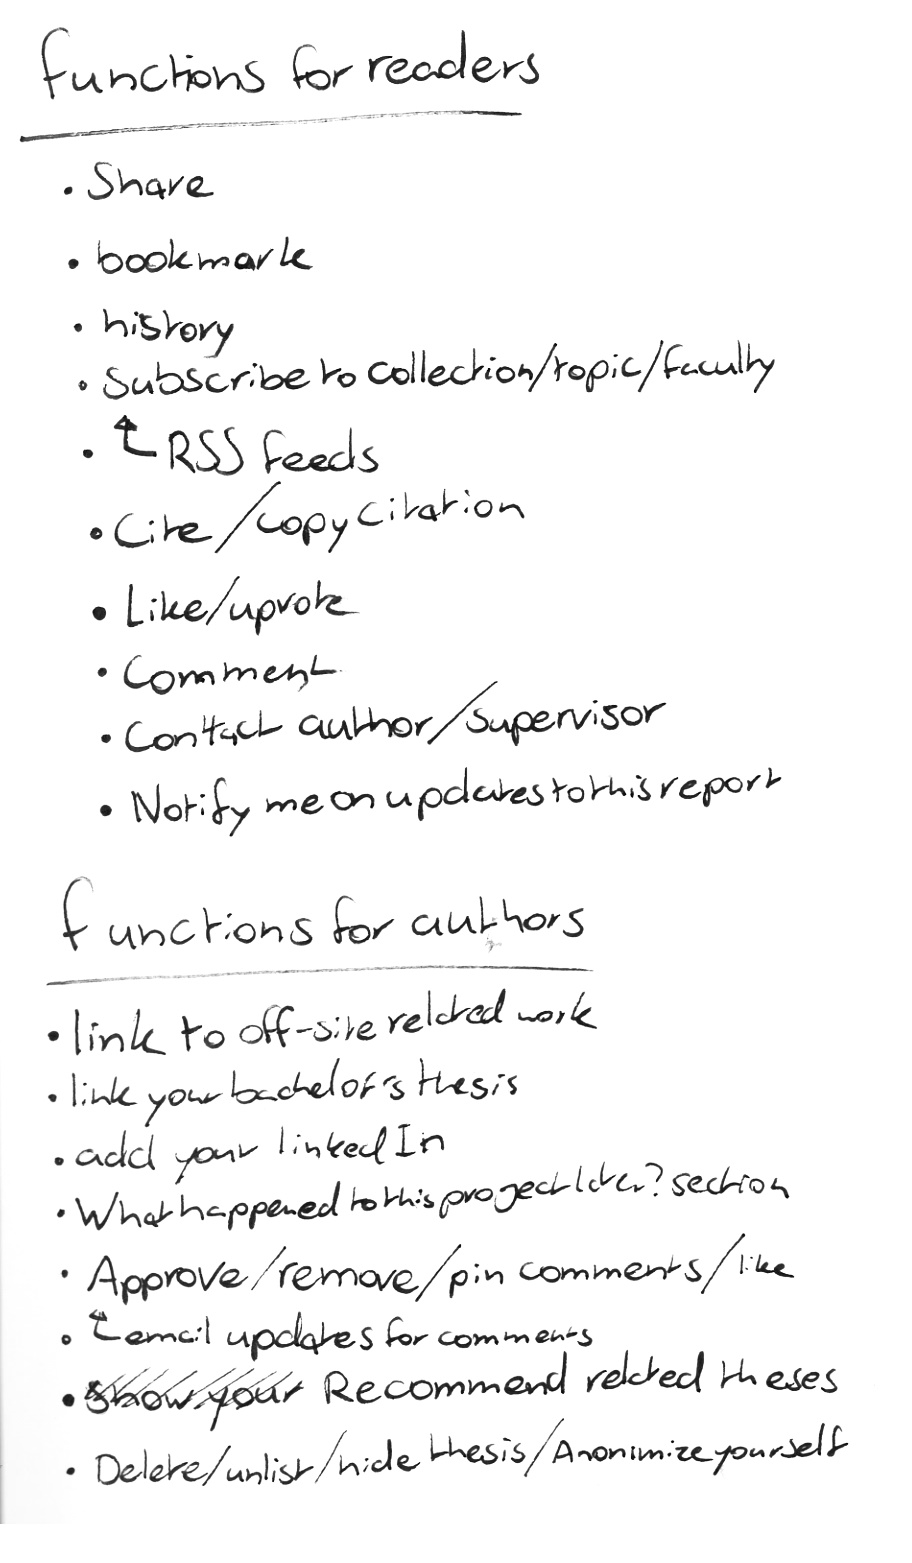 functions for readers
• Share
• bookmark
• history
• Subscribe to collection/topic/faculty
• ↑ RSS feeds
• Cite/copy citation
• Like/upvote
• Comment
• Contact author/supervisor
• Notify me on updates to this report
functions for authors
• link to off-site related work
• link your bachelor's thesis
• add your linkedIn
• What happened to this project later? section
• Approve/remove/pin comments/like
• ↑ email updates for comments
• Show your Recommend related theses
• Delete/unlist/hide thesis/Anonimize yourself